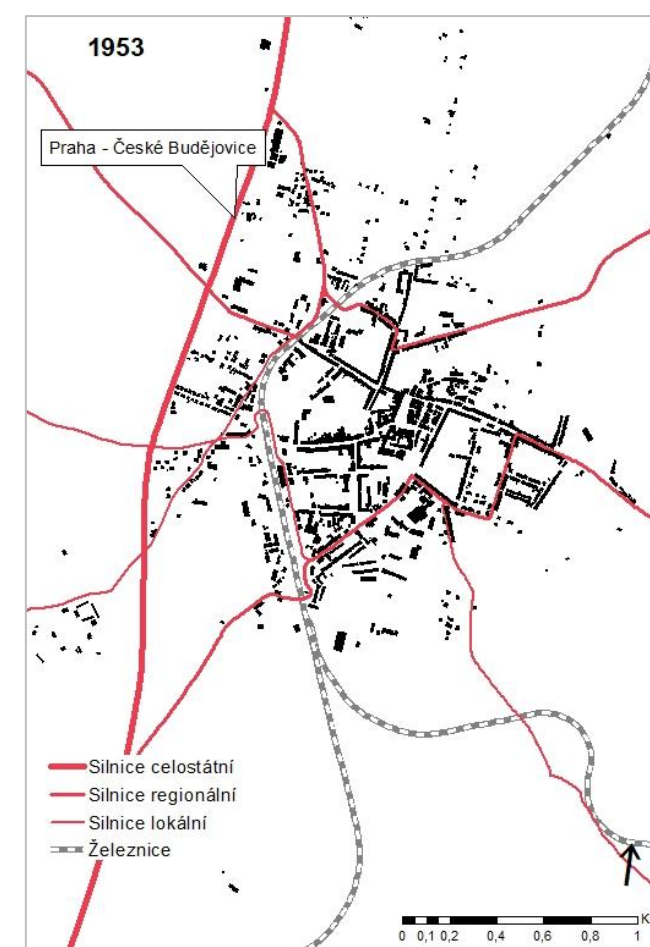 1953
Praha - České Budějovice
Silnice celostátní
Silnice regionální
Silnice lokální
Železnice
K
0 0,1 0,2 0,4 0,6 0,8 1